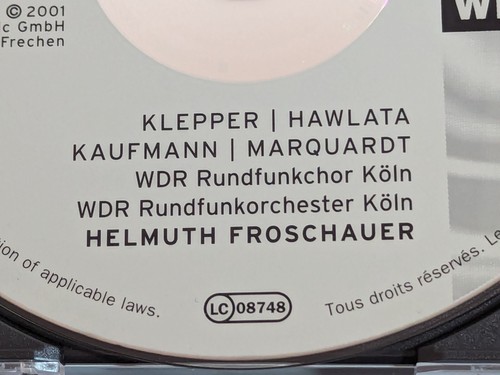 © 2001
c GmbH
Frechen
KLEPPER | HAWLATA
KAUFMANN | MARQUARDT
WDR Rundfunkchor Köln
WDR Rundfunkorchester Köln
HELMUTH FROSCHAUER
ion of applicable laws.
LC 08748
Tous droits réservés. Le